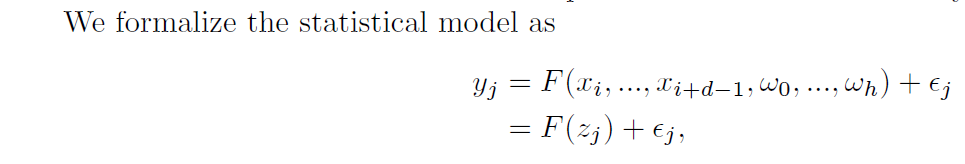 We formalize the statistical model as
y_j = F(x_i, ..., x_{i+d−1}, ω_0, ..., ω_h) + ϵ_j
= F(z_j) + ϵ_j,